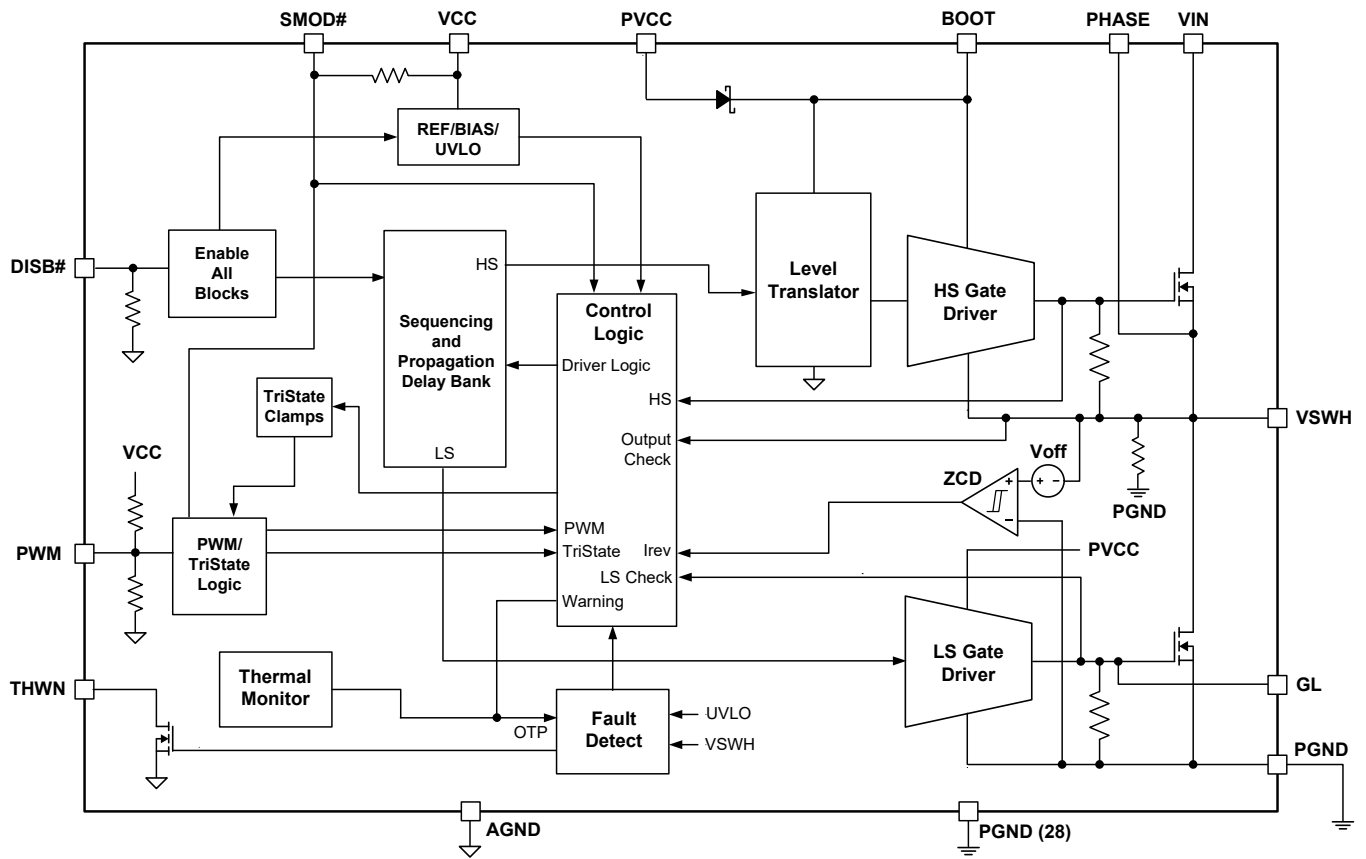 SMOD#
VCC
PVCC
BOOT
PHASE
VIN
REF/BIAS/
UVLO
DISB#
Enable
All
Blocks
HS
Sequencing
and
Propagation
Delay Bank
LS
Control
Logic
Driver Logic
HS
Output
Check
PWM
TriState
Irev
LS Check
Warning
Level
Translator
HS Gate
Driver
VSWH
TriState
Clamps
VCC
PWM
PWM/
TriState
Logic
ZCD
Voff
+ -
+
-
PGND
PVCC
LS Gate
Driver
GL
PGND
THWN
Thermal
Monitor
OTP
Fault
Detect
UVLO
VSWH
AGND
PGND (28)